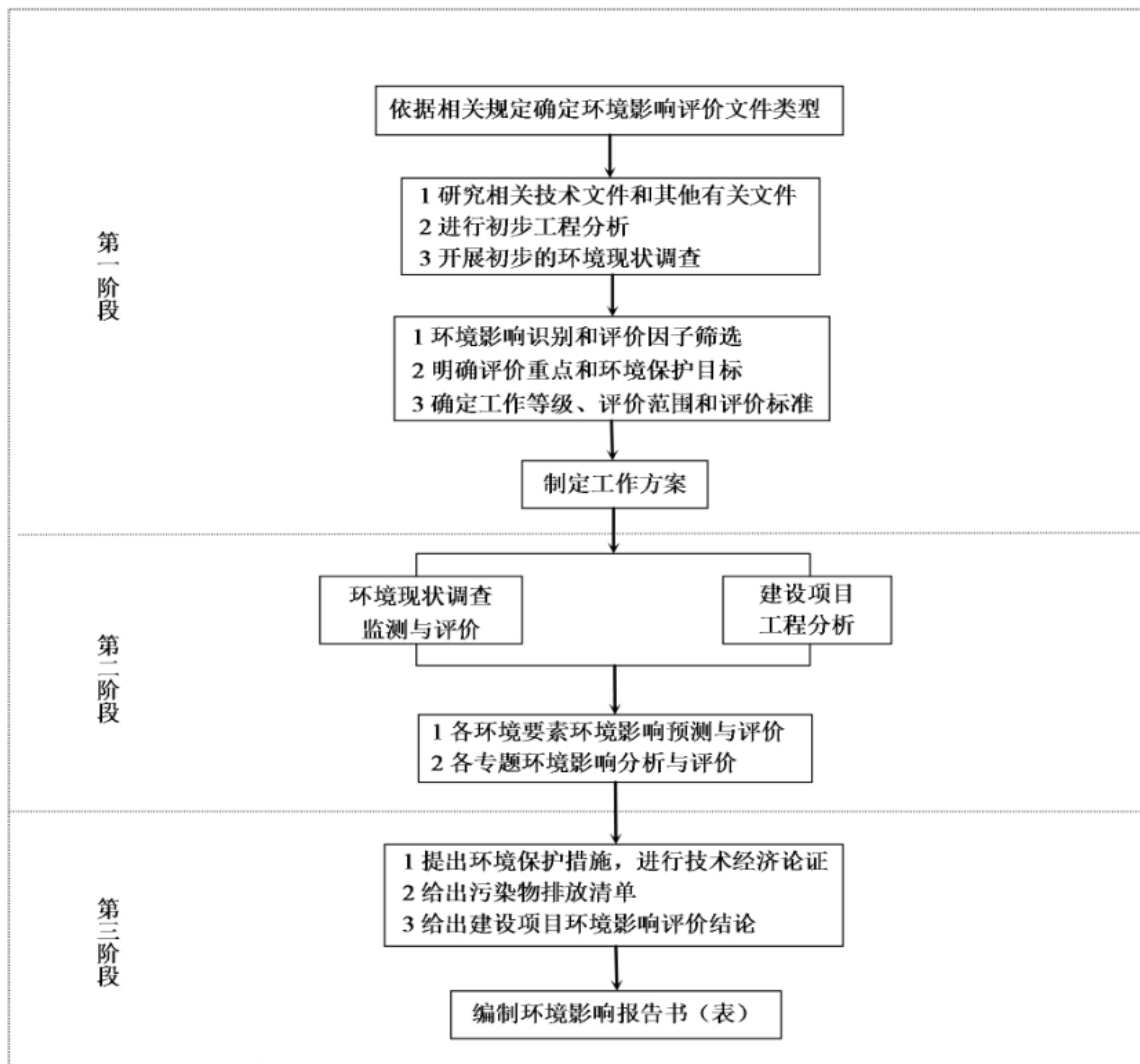 依据相关规定确定环境影响评价文件类型
1 研究相关技术文件和其他有关文件
2 进行初步工程分析
3 开展初步的环境现状调查
第一阶段
1 环境影响识别和评价因子筛选
2 明确评价重点和环境保护目标
3 确定工作等级、评价范围和评价标准
制定工作方案
环境现状调查
监测与评价
建设项目
工程分析
第二阶段
1 各环境要素环境影响预测与评价
2 各专题环境影响分析与评价
1 提出环境保护措施，进行技术经济论证
2 给出污染物排放清单
3 给出建设项目环境影响评价结论
第三阶段
编制环境影响报告书（表）